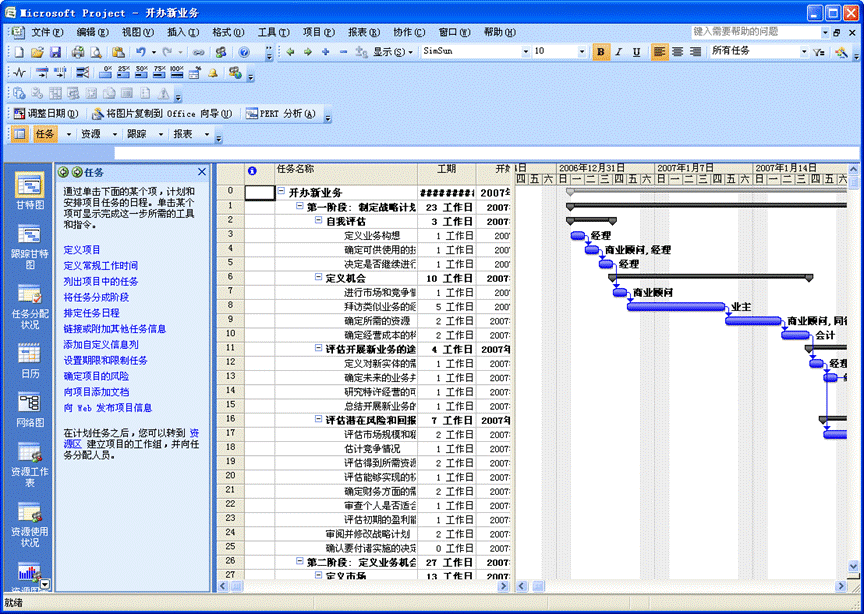 Microsoft Project - 开办新业务
文件(F) 编辑(E) 视图(V) 插入(I) 格式(O) 工具(T) 项目(P) 报表(R) 协作(C) 窗口(W) 帮助(H) 键入需要帮助的问题
显示(S) SimSun 10 B I U 所有任务
0% 25% 50% 75% 100%
调整日期(D) 将图片复制到 Office 向导(U) PERT 分析(A)
任务 资源 跟踪 报表
甘特图
跟踪甘特图
任务分配状况
日历
网络图
资源工作表
资源使用状况
任务
通过单击下面的某个项，计划和
安排项目任务的日程。单击某个
项可显示完成这一步所需的工具
和指令。
定义项目
定义常规工作时间
列出项目中的任务
将任务分成阶段
排定任务日程
链接或附加其他任务信息
添加自定义信息列
设置期限和限制任务
确定项目的风险
向项目添加文档
向 Web 发布项目信息
在计划任务之后，您可以转到 资
源区 建立项目的工作组，并向任
务分配人员。
任务名称 工期 开始
0 开办新业务 ######### 2007年
1 第一阶段: 制定战略计划 23 工作日 2007
2 自我评估 3 工作日 2007
3 定义业务构想 1 工作日 2007
4 确定可供使用的技 1 工作日 2007
5 决定是否继续进行 1 工作日 2007
6 定义机会 10 工作日 2007
7 进行市场和竞争情 1 工作日 2007
8 拜访类似业务的经 5 工作日 2007
9 确定所需的资源 2 工作日 2007
10 确定经营成本的构 2 工作日 2007
11 评估开展新业务的途 4 工作日 2007年
12 定义对新实体的需 1 工作日 2007
13 确定未来的业务并 1 工作日 2007
14 研究特许经营的可 1 工作日 2007
15 总结开展新业务的 1 工作日 2007
16 评估潜在风险和回报 7 工作日 2007年
17 评估市场规模和稳 2 工作日 2007
18 估计竞争情况 1 工作日 2007
19 评估得到所需资源 2 工作日 2007
20 评估能够实现的初 1 工作日 2007
21 确定财务方面的需 2 工作日 2007
22 审查个人是否适合 1 工作日 2007
23 评估初期的盈利能 1 工作日 2007
24 审阅并修改战略计划 2 工作日 2007
25 确认要付诸实施的决定 0 工作日 2007
26 第二阶段: 定义业务机会 27 工作日 2007
27 定义市场 13 工作日 2007
2006年12月31日 2007年1月7日 2007年1月14日
四 五 六 日 一 二 三 四 五 六 日 一 二 三 四 五 六 日 一 二 三 四 五 六
经理
商业顾问, 经理
经理
商业顾问
业主
商业顾问, 同
会计
经理
就绪